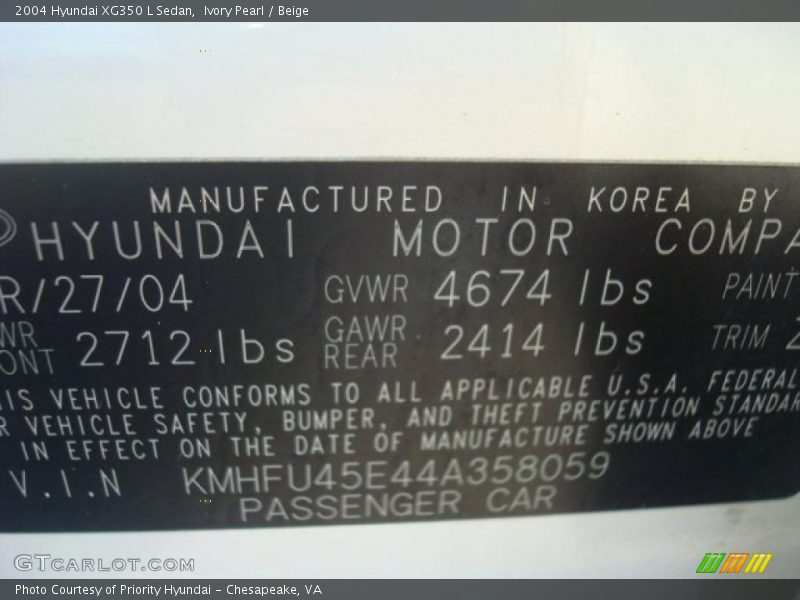 2004 Hyundai XG350 L Sedan, Ivory Pearl / Beige
MANUFACTURED IN KOREA BY
HYUNDAI MOTOR COMPA
R/27/04 GVWR 4674 lbs PAINT
WR ONT 2712 lbs GAWR REAR 2414 lbs TRIM
IS VEHICLE CONFORMS TO ALL APPLICABLE U.S.A. FEDERAL
R VEHICLE SAFETY, BUMPER, AND THEFT PREVENTION STANDAR
IN EFFECT ON THE DATE OF MANUFACTURE SHOWN ABOVE
V.I.N KMHFU45E44A358059
PASSENGER CAR
GTCARLOT.COM
Photo Courtesy of Priority Hyundai - Chesapeake, VA